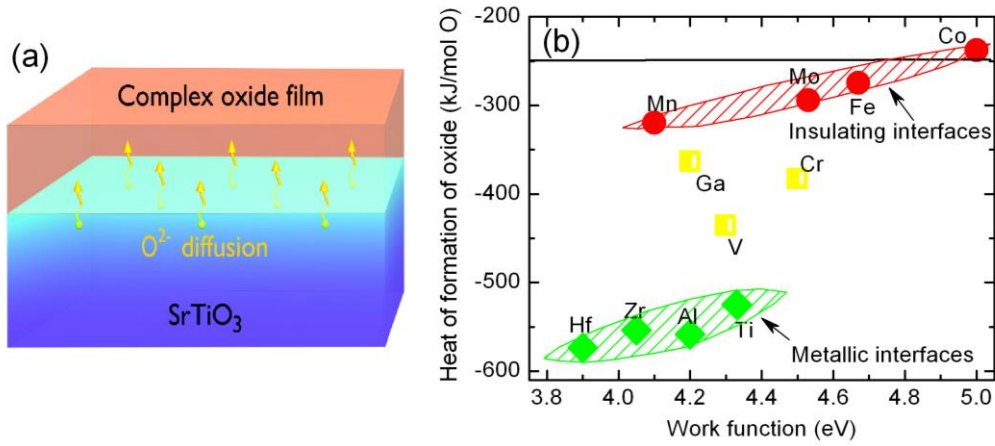 (a)
Complex oxide film
O²⁻ diffusion
SrTiO₃
(b)
Heat of formation of oxide (kJ/mol O)
-200
-300
-400
-500
-600
Co
Mo
Mn
Fe
Insulating interfaces
Ga
Cr
V
Hf
Zr
Al
Ti
Metallic interfaces
3.8 4.0 4.2 4.4 4.6 4.8 5.0
Work function (eV)